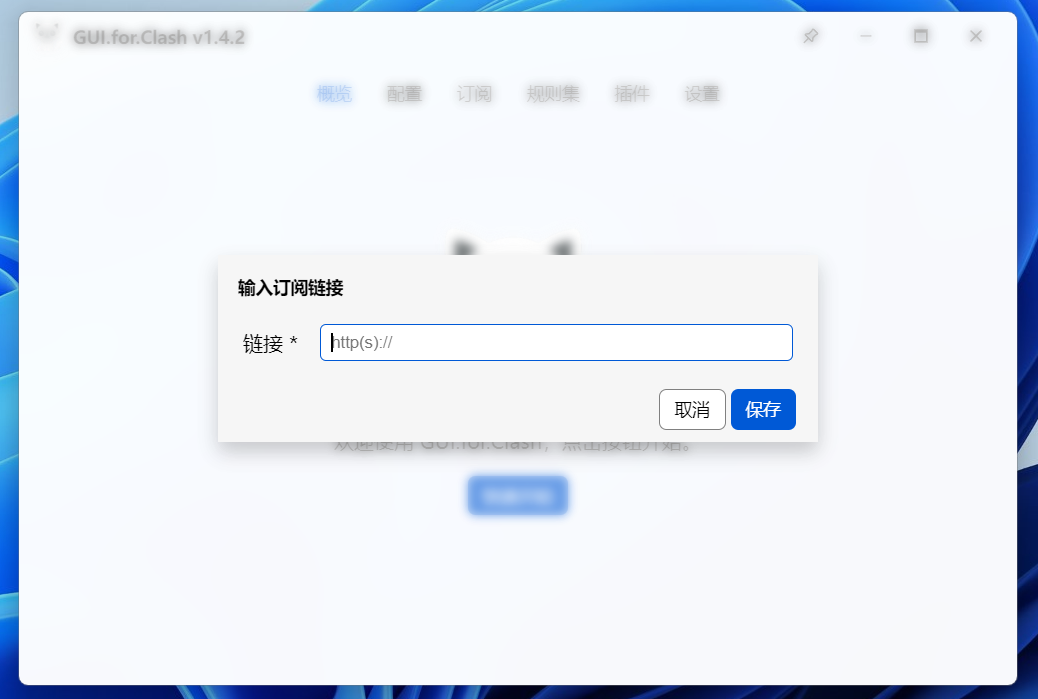 GUI.for.Clash v1.4.2
概览 配置 订阅 规则集 插件 设置
输入订阅链接
链接 * http(s)://
取消 保存
欢迎使用 GUI.for.Clash，点击按钮开始。